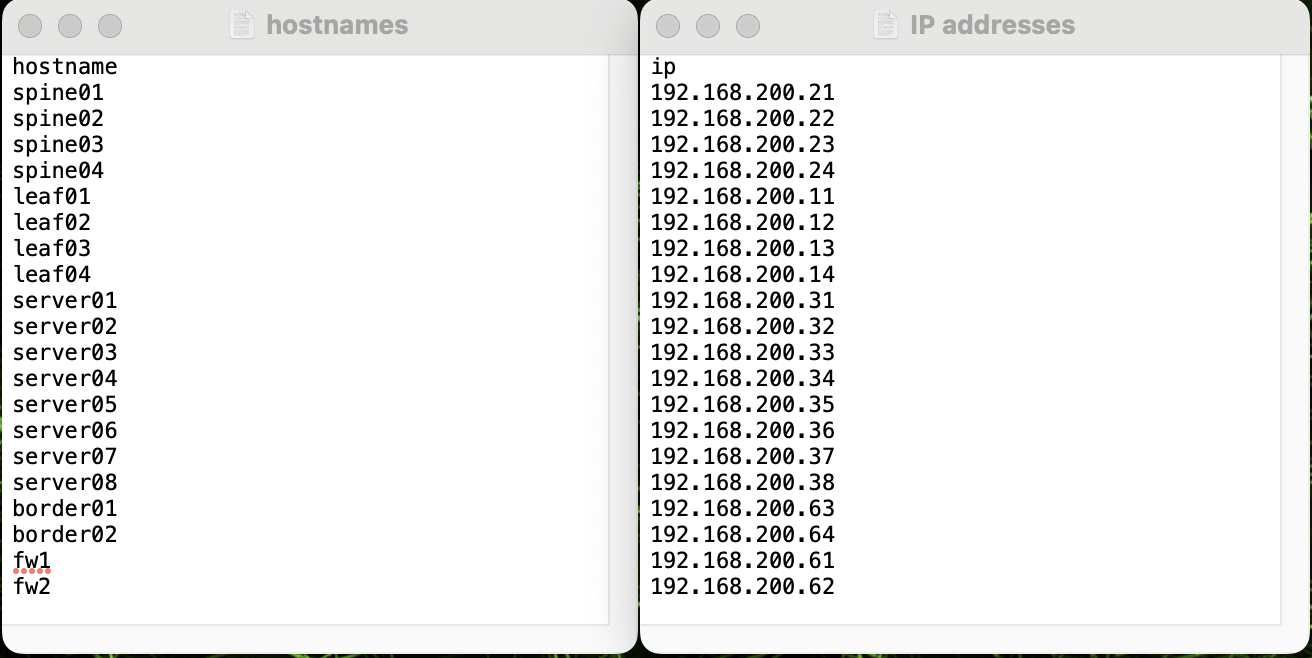 hostnames
hostname
spine01
spine02
spine03
spine04
leaf01
leaf02
leaf03
leaf04
server01
server02
server03
server04
server05
server06
server07
server08
border01
border02
fw1
fw2
IP addresses
ip
192.168.200.21
192.168.200.22
192.168.200.23
192.168.200.24
192.168.200.11
192.168.200.12
192.168.200.13
192.168.200.14
192.168.200.31
192.168.200.32
192.168.200.33
192.168.200.34
192.168.200.35
192.168.200.36
192.168.200.37
192.168.200.38
192.168.200.63
192.168.200.64
192.168.200.61
192.168.200.62